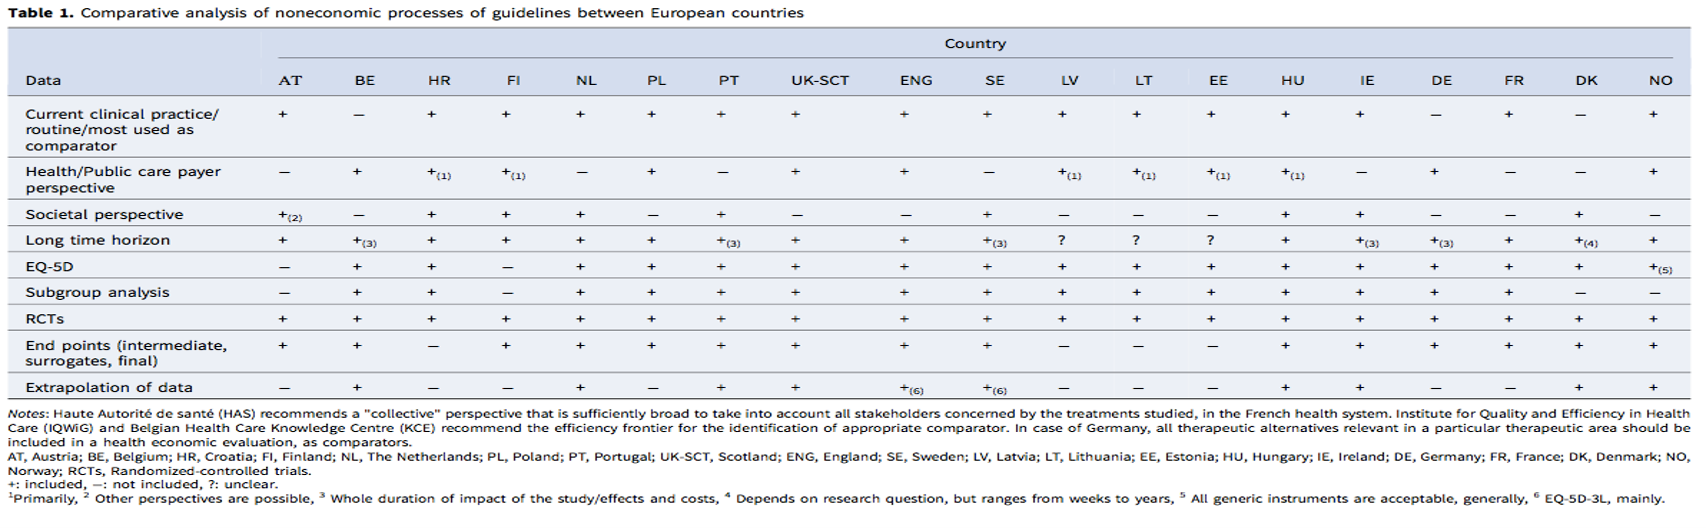 Table 1. Comparative analysis of noneconomic processes of guidelines between European countries
Country
Data AT BE HR FI NL PL PT UK-SCT ENG SE LV LT EE HU IE DE FR DK NO
Current clinical practice/
routine/most used as
comparator
+ − + + + + + + + + + + + + + − + − +
Health/Public care payer
perspective
− + +(1) +(1) − + − + + − +(1) +(1) +(1) +(1) − + − − +
Societal perspective +(2) − + + + − + − − + − − − + + − − + −
Long time horizon + +(3) + + + + +(3) + + +(3) ? ? ? + +(3) +(3) + +(4) +
EQ-5D − + + − + + + + + + + + + + + + + + +(5)
Subgroup analysis − + + − + + + + + + + + + + + + + − −
RCTs + + + + + + + + + + + + + + + + + + +
End points (intermediate,
surrogates, final)
+ + − + + + + + + + − − − + + + + + +
Extrapolation of data − + − − + − + + +(6) +(6) − − − + + − − + +
Notes: Haute Autorité de santé (HAS) recommends a "collective" perspective that is sufficiently broad to take into account all stakeholders concerned by the treatments studied, in the French health system. Institute for Quality and Efficiency in Health
Care (IQWiG) and Belgian Health Care Knowledge Centre (KCE) recommend the efficiency frontier for the identification of appropriate comparator. In case of Germany, all therapeutic alternatives relevant in a particular therapeutic area should be
included in a health economic evaluation, as comparators.
AT, Austria; BE, Belgium; HR, Croatia; FI, Finland; NL, The Netherlands; PL, Poland; PT, Portugal; UK-SCT, Scotland; ENG, England; SE, Sweden; LV, Latvia; LT, Lithuania; EE, Estonia; HU, Hungary; IE, Ireland; DE, Germany; FR, France; DK, Denmark; NO,
Norway; RCTs, Randomized-controlled trials.
+: included, −: not included, ?: unclear.
¹Primarily, ² Other perspectives are possible, ³ Whole duration of impact of the study/effects and costs, ⁴ Depends on research question, but ranges from weeks to years, ⁵ All generic instruments are acceptable, generally, ⁶ EQ-5D-3L, mainly.